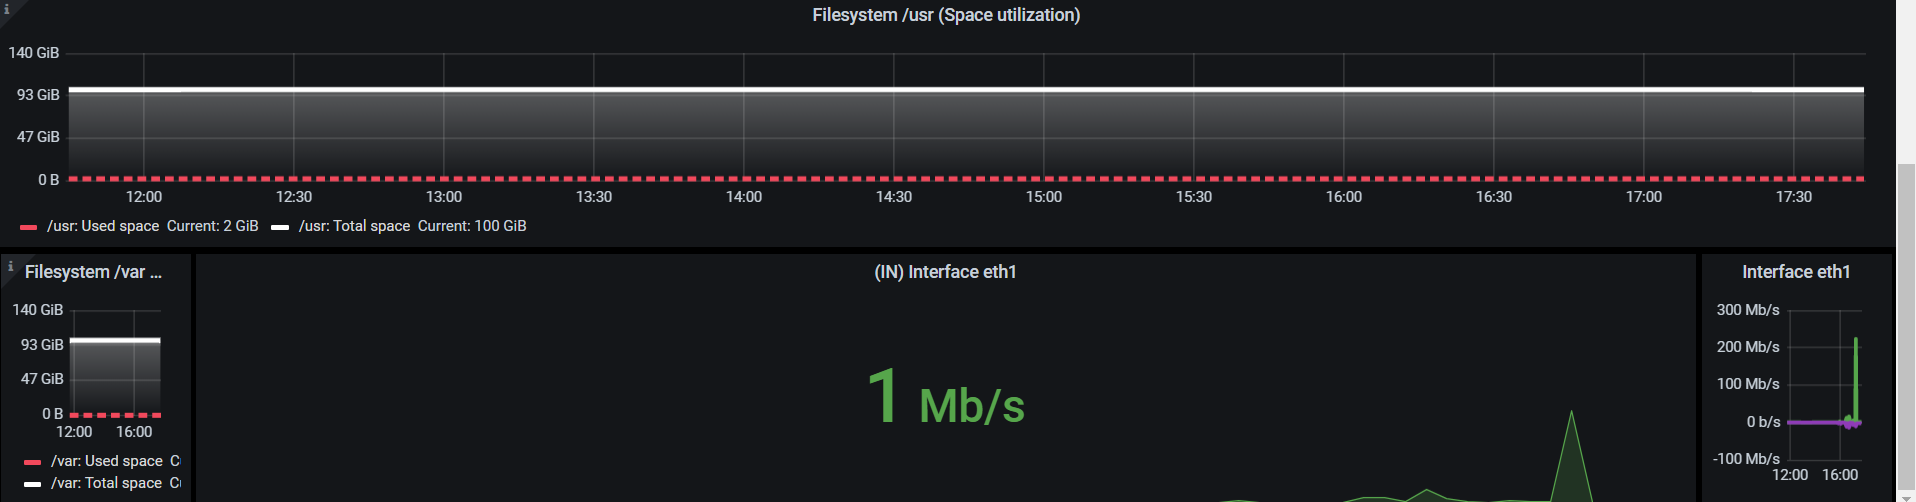 Filesystem /usr (Space utilization)
140 GiB
93 GiB
47 GiB
0 B
12:00 12:30 13:00 13:30 14:00 14:30 15:00 15:30 16:00 16:30 17:00 17:30
/usr: Used space Current: 2 GiB /usr: Total space Current: 100 GiB
Filesystem /var ...
140 GiB
93 GiB
47 GiB
0 B
12:00 16:00
/var: Used space C
/var: Total space C
(IN) Interface eth1
1 Mb/s
Interface eth1
300 Mb/s
200 Mb/s
100 Mb/s
0 b/s
-100 Mb/s
12:00 16:00